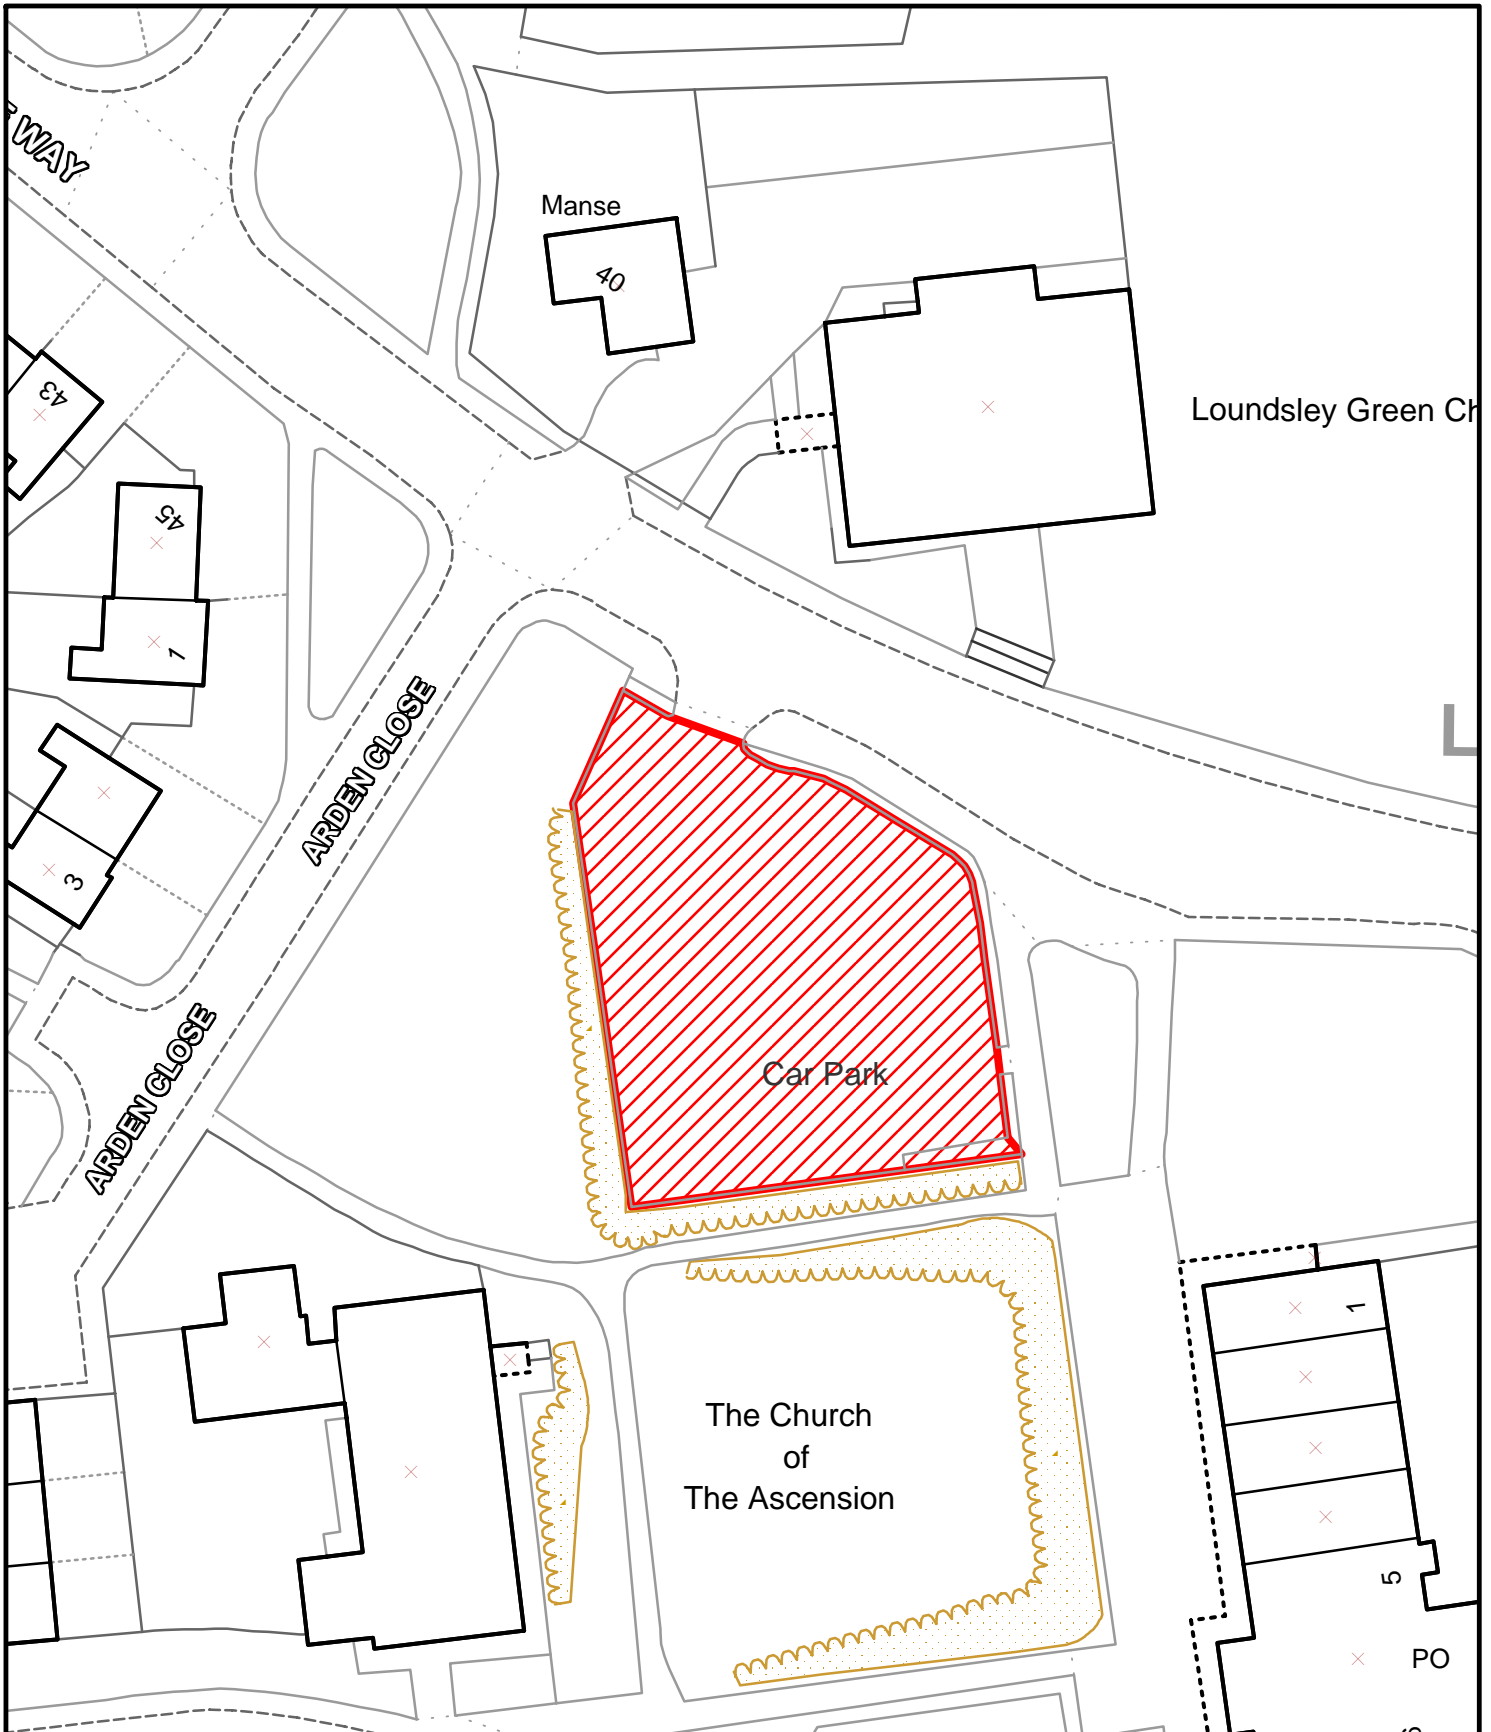 WAY
Manse
40
43
Loundsley Green Ch
45
1
ARDEN CLOSE
3
Car Park
ARDEN CLOSE
1
The Church
of
The Ascension
5
PO